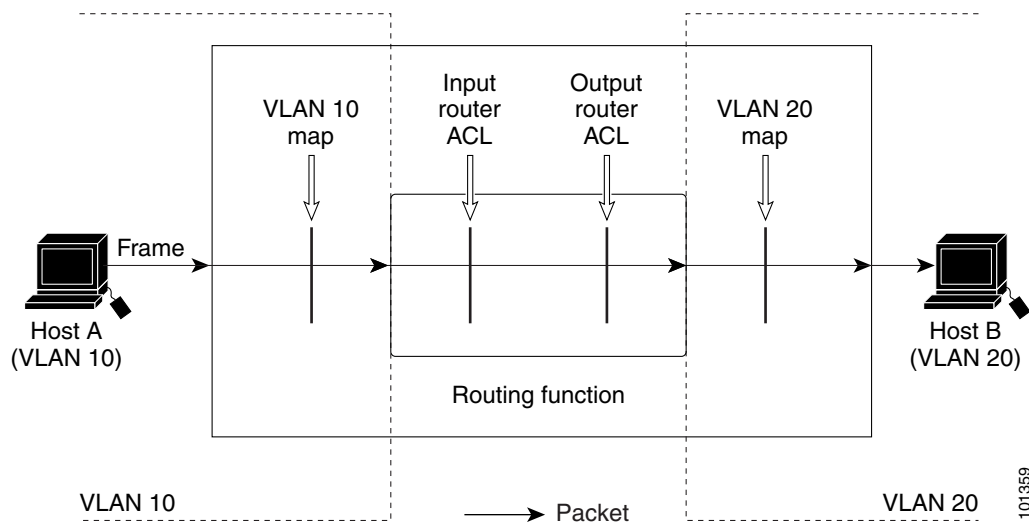 VLAN 10
map
Input
router
ACL
Output
router
ACL
VLAN 20
map
Frame
Host A
(VLAN 10)
Host B
(VLAN 20)
Routing function
VLAN 10
Packet
VLAN 20
101359